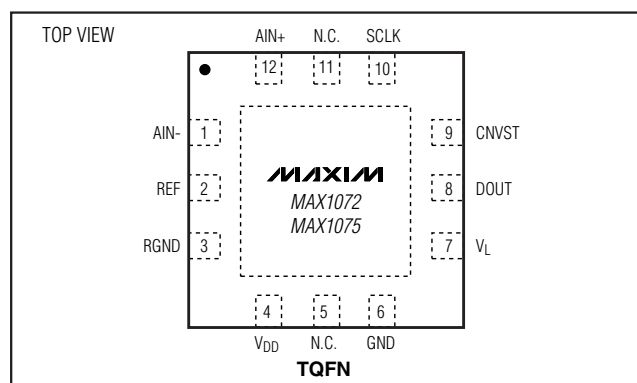 TOP VIEW
AIN+ N.C. SCLK
12 11 10
AIN- 1 9 CNVST
MAXIM
REF 2 8 DOUT
MAX1072
MAX1075
RGND 3 7 VL
4 5 6
VDD N.C. GND
TQFN